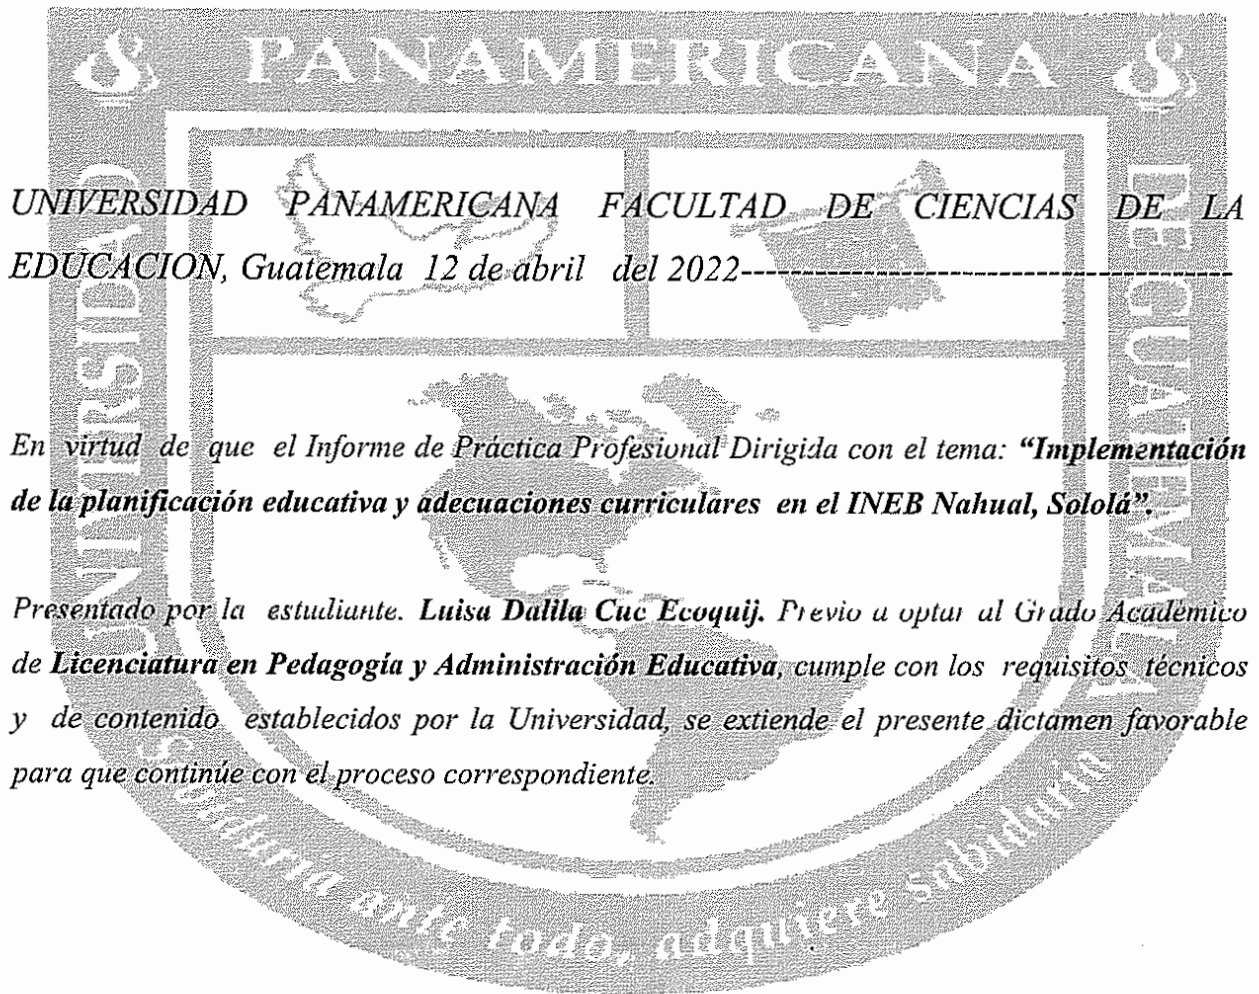 PANAMERICANA
UNIVERSIDAD
DE GUATEMALA
UNIVERSIDAD PANAMERICANA FACULTAD DE CIENCIAS DE LA
EDUCACION, Guatemala 12 de abril del 2022-------------------------------------
En virtud de que el Informe de Práctica Profesional Dirigida con el tema: “Implementación
de la planificación educativa y adecuaciones curriculares en el INEB Nahual, Sololá”.
Presentado por la estudiante. Luisa Dalila Cuc Ecoquij. Previo a optar al Grado Académico
de Licenciatura en Pedagogía y Administración Educativa, cumple con los requisitos técnicos
y de contenido establecidos por la Universidad, se extiende el presente dictamen favorable
para que continúe con el proceso correspondiente.
Sabiduría ante todo, adquiere sabiduría